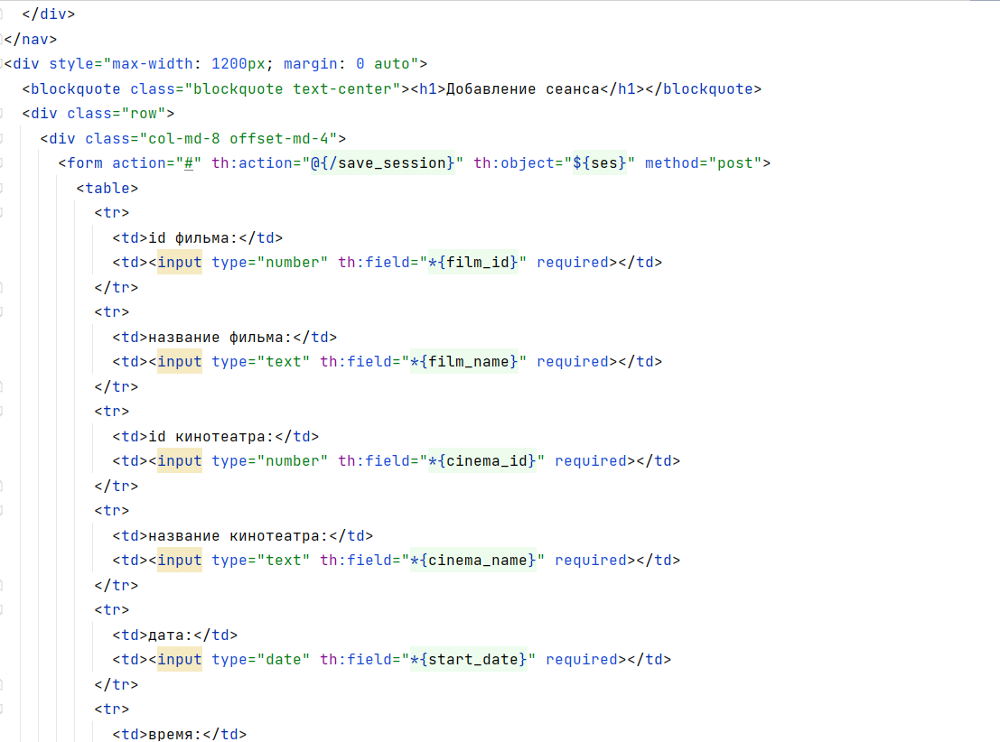 </div>
</nav>
<div style="max-width: 1200px; margin: 0 auto">
<blockquote class="blockquote text-center"><h1>Добавление сеанса</h1></blockquote>
<div class="row">
<div class="col-md-8 offset-md-4">
<form action="#" th:action="@{/save_session}" th:object="${ses}" method="post">
<table>
<tr>
<td>id фильма:</td>
<td><input type="number" th:field="*{film_id}" required></td>
</tr>
<tr>
<td>название фильма:</td>
<td><input type="text" th:field="*{film_name}" required></td>
</tr>
<tr>
<td>id кинотеатра:</td>
<td><input type="number" th:field="*{cinema_id}" required></td>
</tr>
<tr>
<td>название кинотеатра:</td>
<td><input type="text" th:field="*{cinema_name}" required></td>
</tr>
<tr>
<td>дата:</td>
<td><input type="date" th:field="*{start_date}" required></td>
</tr>
<tr>
<td>время:</td>